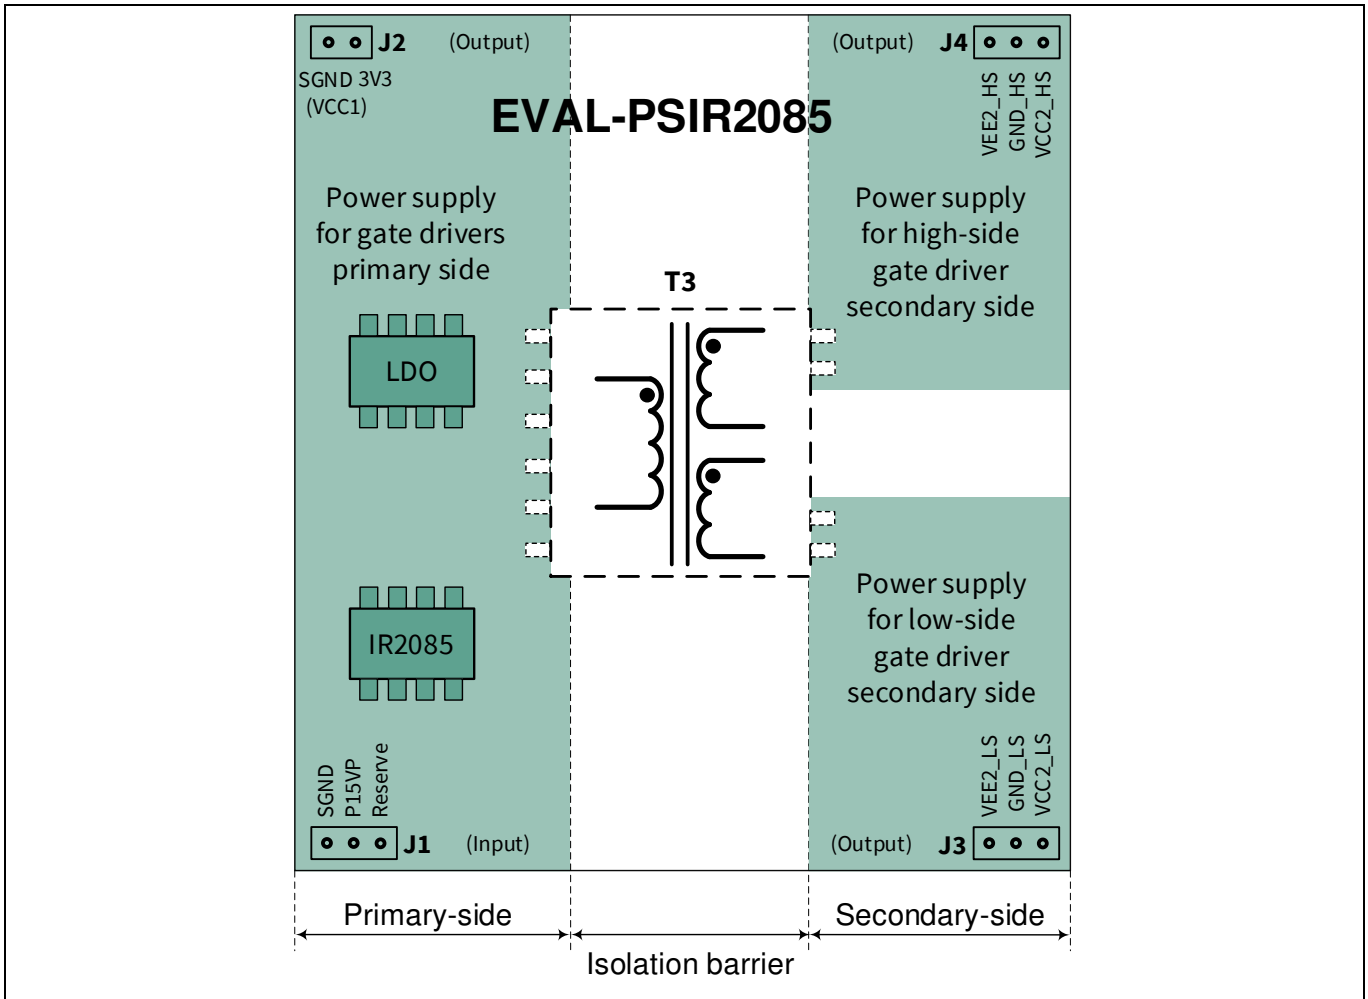 J2
(Output)
(Output)
J4
SGND 3V3
(VCC1)
VEE2_HS
GND_HS
VCC2_HS
EVAL-PSIR2085
Power supply
for gate drivers
primary side
Power supply
for high-side
gate driver
secondary side
T3
LDO
IR2085
Power supply
for low-side
gate driver
secondary side
SGND
P15VP
Reserve
VEE2_LS
GND_LS
VCC2_LS
J1
(Input)
(Output)
J3
Primary-side
Secondary-side
Isolation barrier